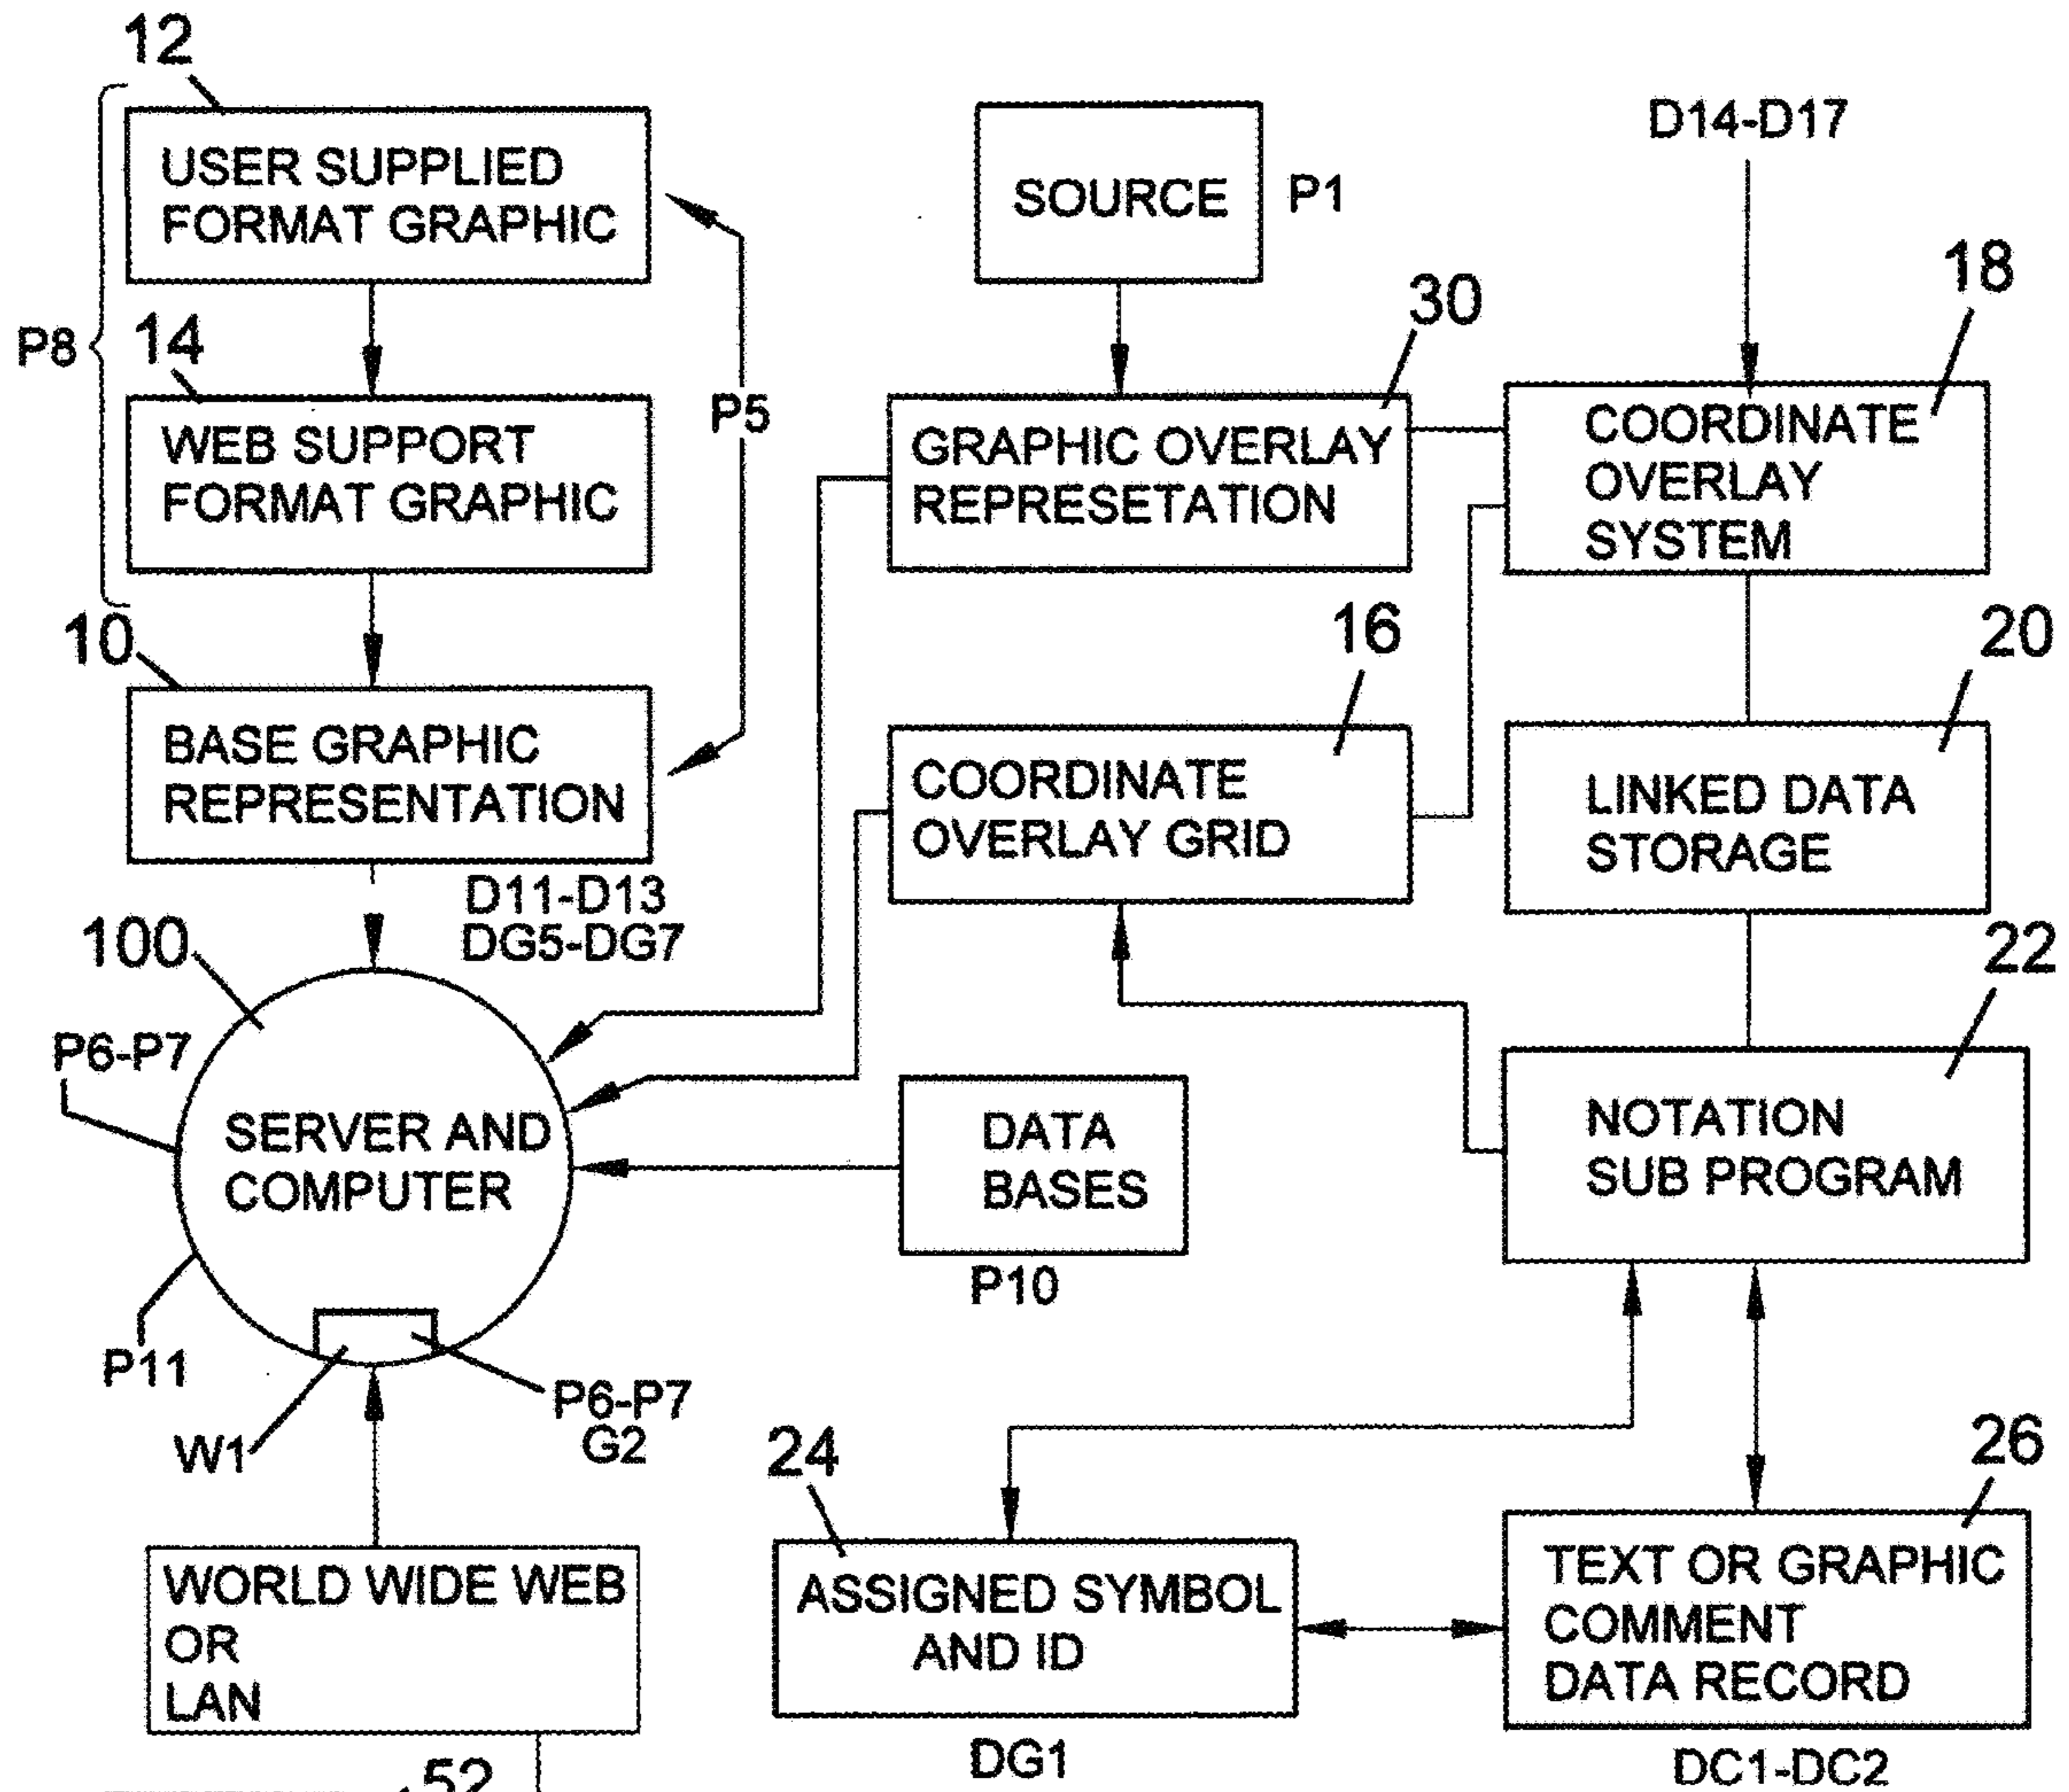 12
USER SUPPLIED
FORMAT GRAPHIC
P8
14
WEB SUPPORT
FORMAT GRAPHIC
P5
10
BASE GRAPHIC
REPRESENTATION
D11-D13
DG5-DG7
100
P6-P7
SERVER AND
COMPUTER
P11
W1
P6-P7
G2
WORLD WIDE WEB
OR
LAN
52
SOURCE
P1
30
GRAPHIC OVERLAY
REPRESETATION
16
COORDINATE
OVERLAY GRID
DATA
BASES
P10
D14-D17
18
COORDINATE
OVERLAY
SYSTEM
20
LINKED DATA
STORAGE
22
NOTATION
SUB PROGRAM
24
ASSIGNED SYMBOL
AND ID
DG1
26
TEXT OR GRAPHIC
COMMENT
DATA RECORD
DC1-DC2